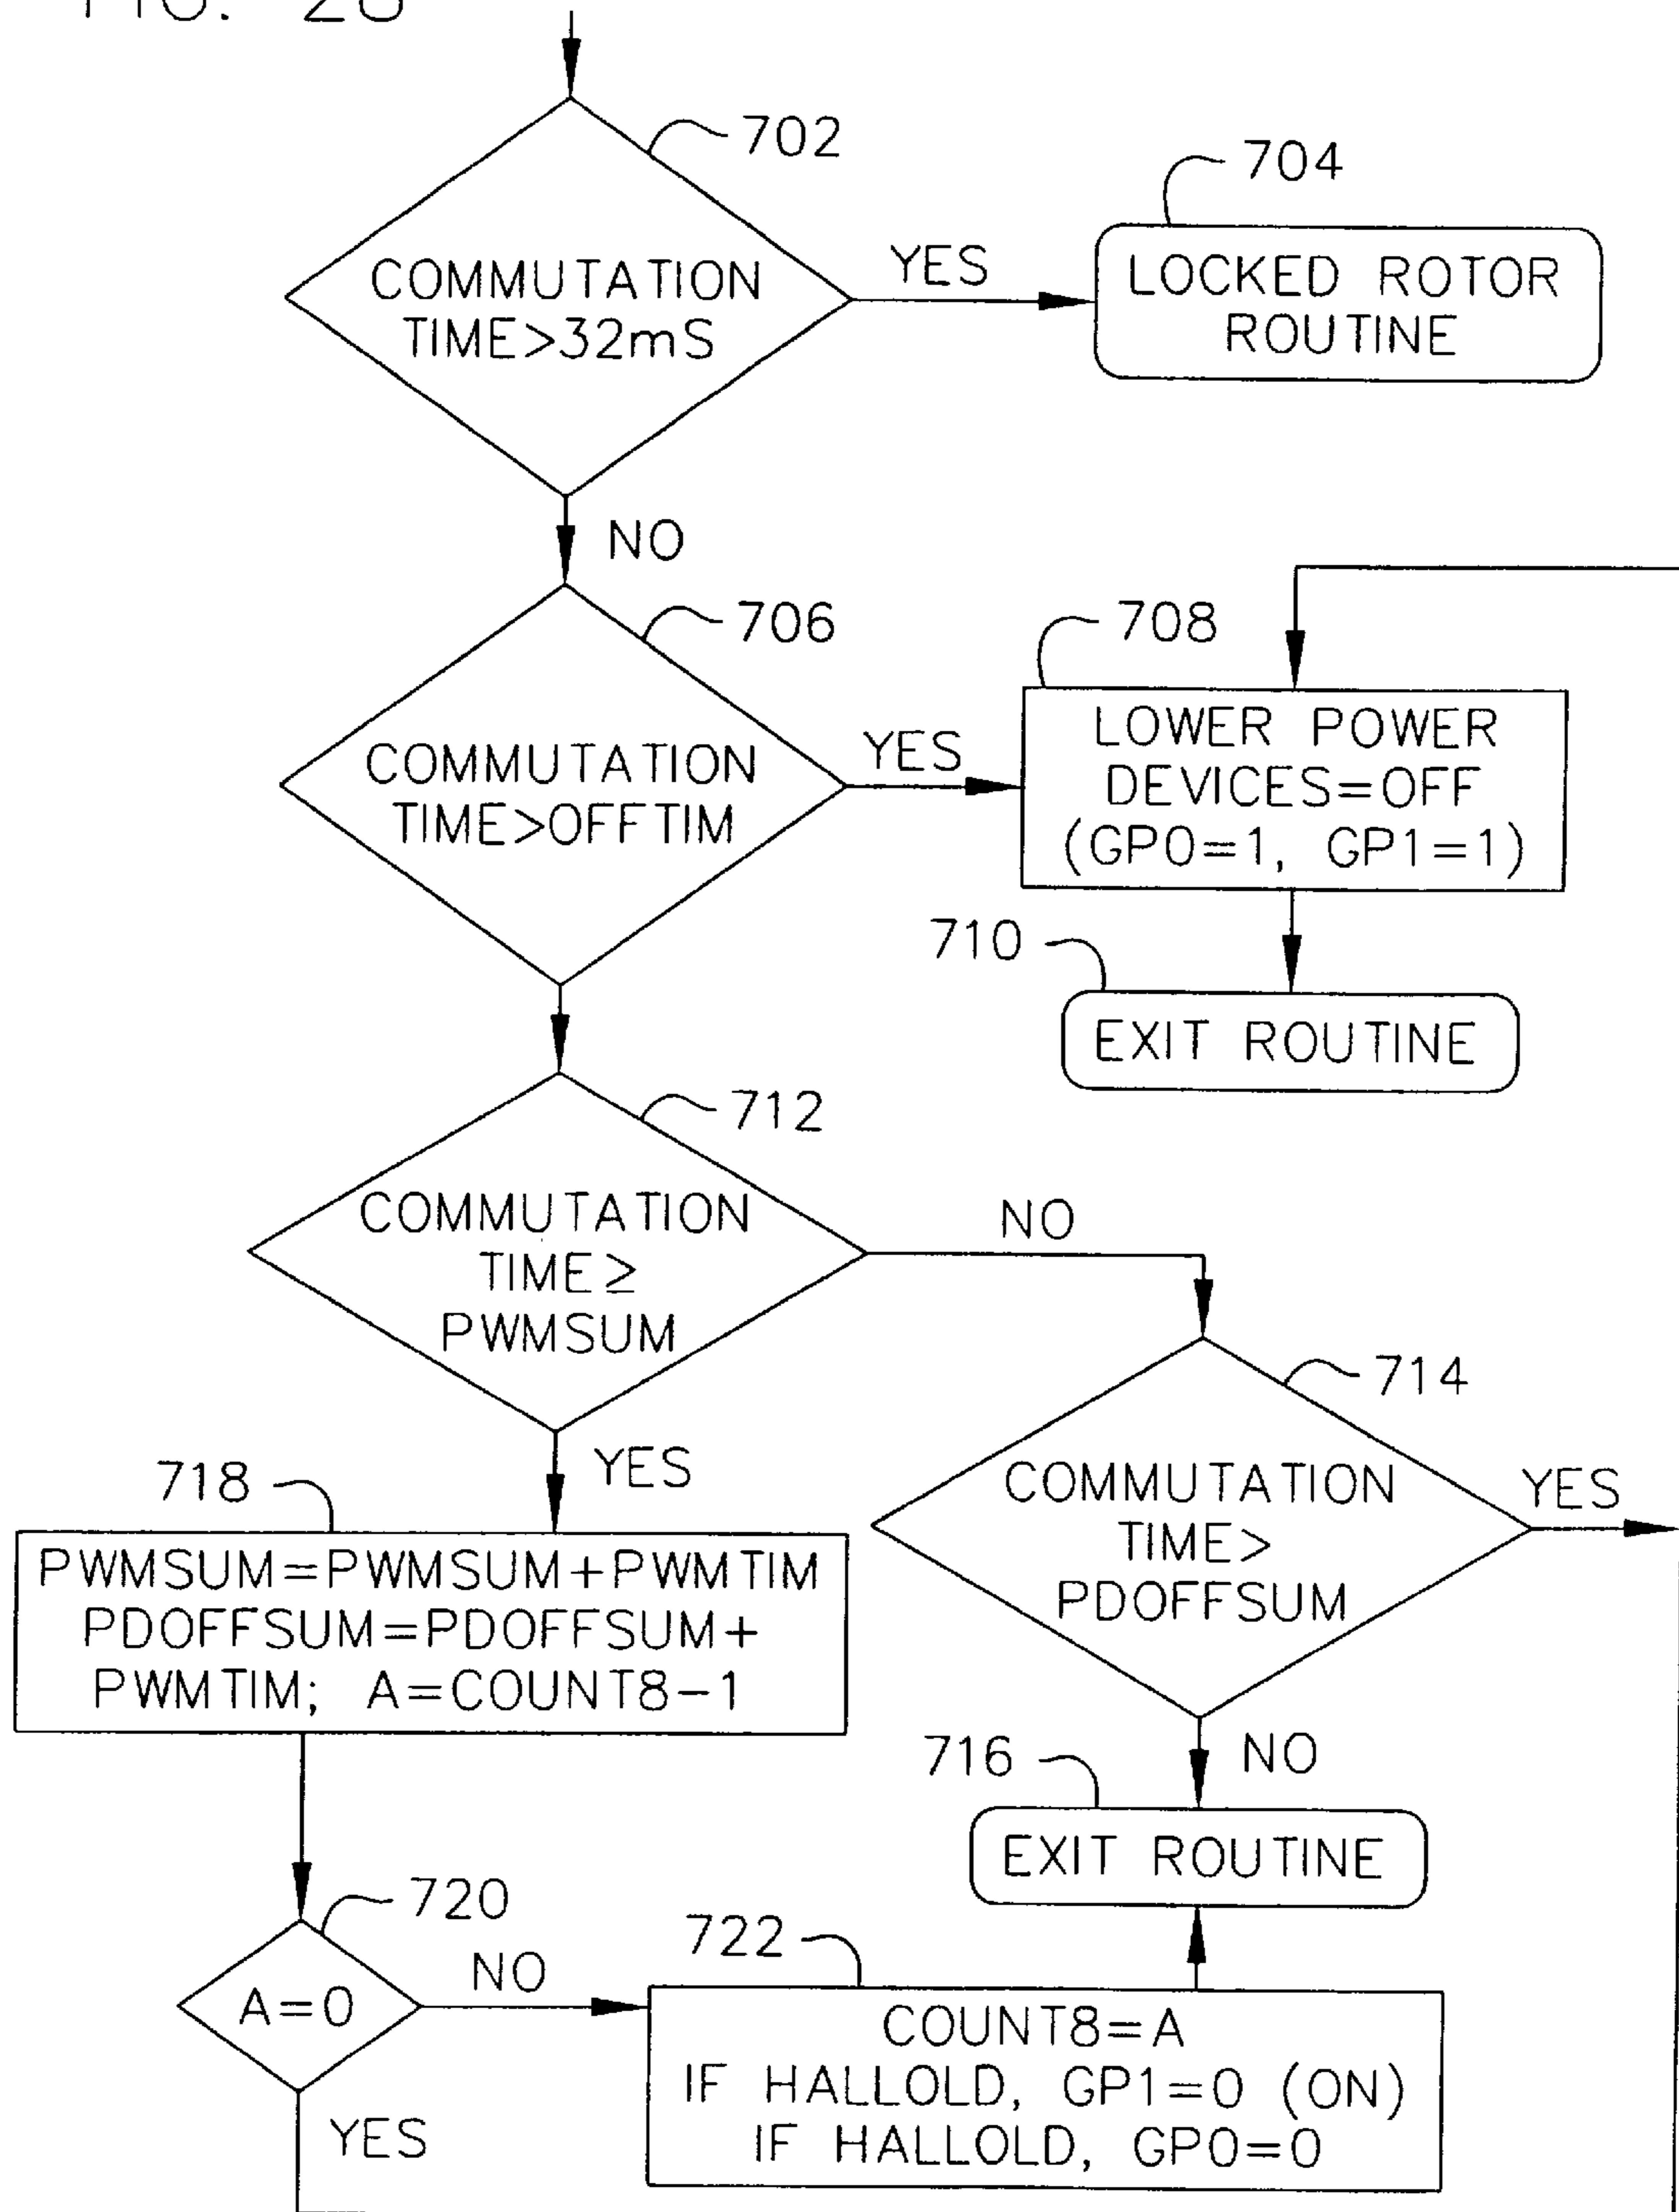 FIG. 28
702
704
COMMUTATION
TIME>32mS
YES
LOCKED ROTOR
ROUTINE
NO
706
708
COMMUTATION
TIME>OFFTIM
YES
LOWER POWER
DEVICES=OFF
(GP0=1, GP1=1)
710
EXIT ROUTINE
712
COMMUTATION
TIME≥
PWMSUM
NO
714
YES
COMMUTATION
TIME>
PDOFFSUM
YES
718
PWMSUM=PWMSUM+PWMTIM
PDOFFSUM=PDOFFSUM+
PWMTIM; A=COUNT8-1
716
NO
EXIT ROUTINE
720
A=0
NO
722
COUNT8=A
IF HALLOLD, GP1=0 (ON)
IF HALLOLD, GP0=0
YES